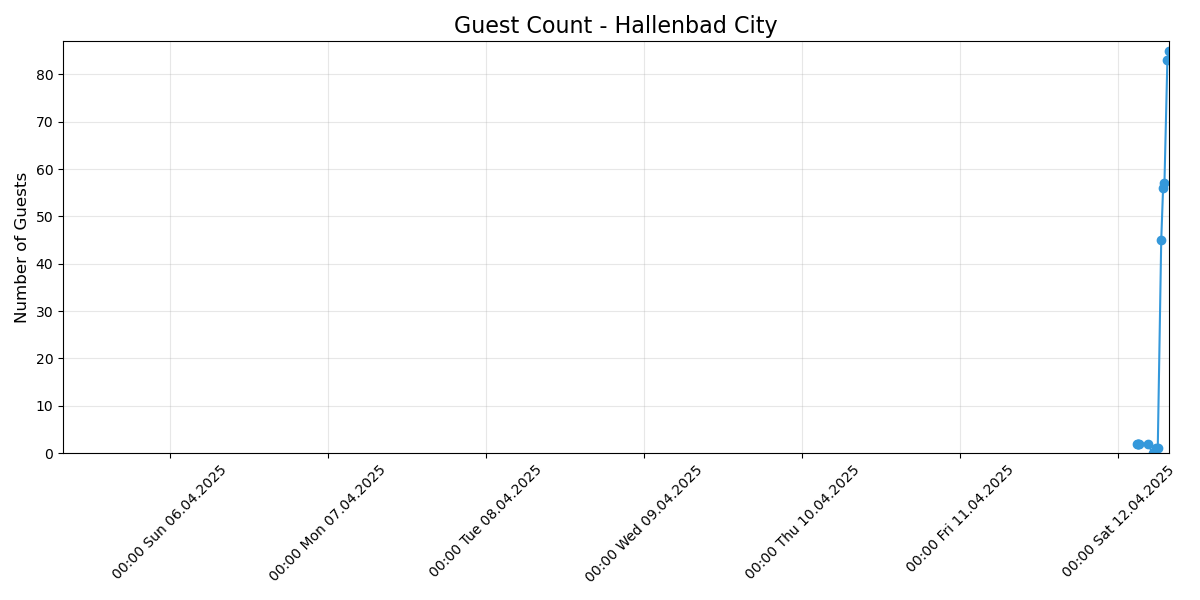 Guest Count - Hallenbad City
Number of Guests
80
70
60
50
40
30
20
10
0
00:00 Sun 06.04.2025
00:00 Mon 07.04.2025
00:00 Tue 08.04.2025
00:00 Wed 09.04.2025
00:00 Thu 10.04.2025
00:00 Fri 11.04.2025
00:00 Sat 12.04.2025